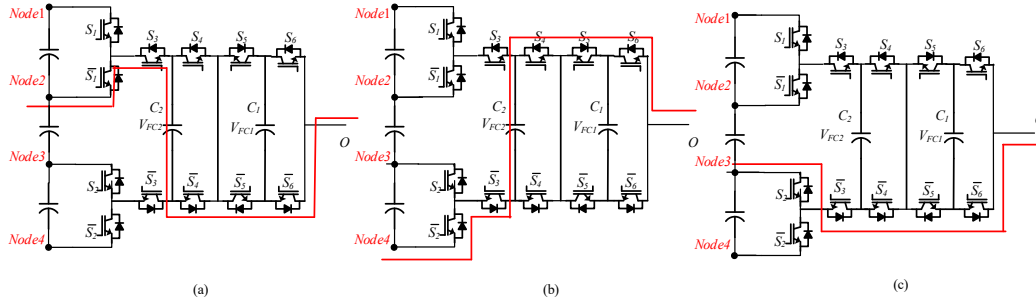 Node1
S1
S3
S4
S5
S6
Node2
S̅1
C2
C1
VFC2
VFC1
O
Node3
S2
S̅3
S̅4
S̅5
S̅6
Node4
S̅2
(a)
Node1
S1
S3
S4
S5
S6
Node2
S̅1
C2
C1
VFC2
VFC1
O
Node3
S2
S̅3
S̅4
S̅5
S̅6
Node4
S̅2
(b)
Node1
S1
S3
S4
S5
S6
Node2
S̅1
C2
C1
VFC2
VFC1
Node3
S2
S̅3
S̅4
S̅5
S̅6
Node4
S̅2
(c)